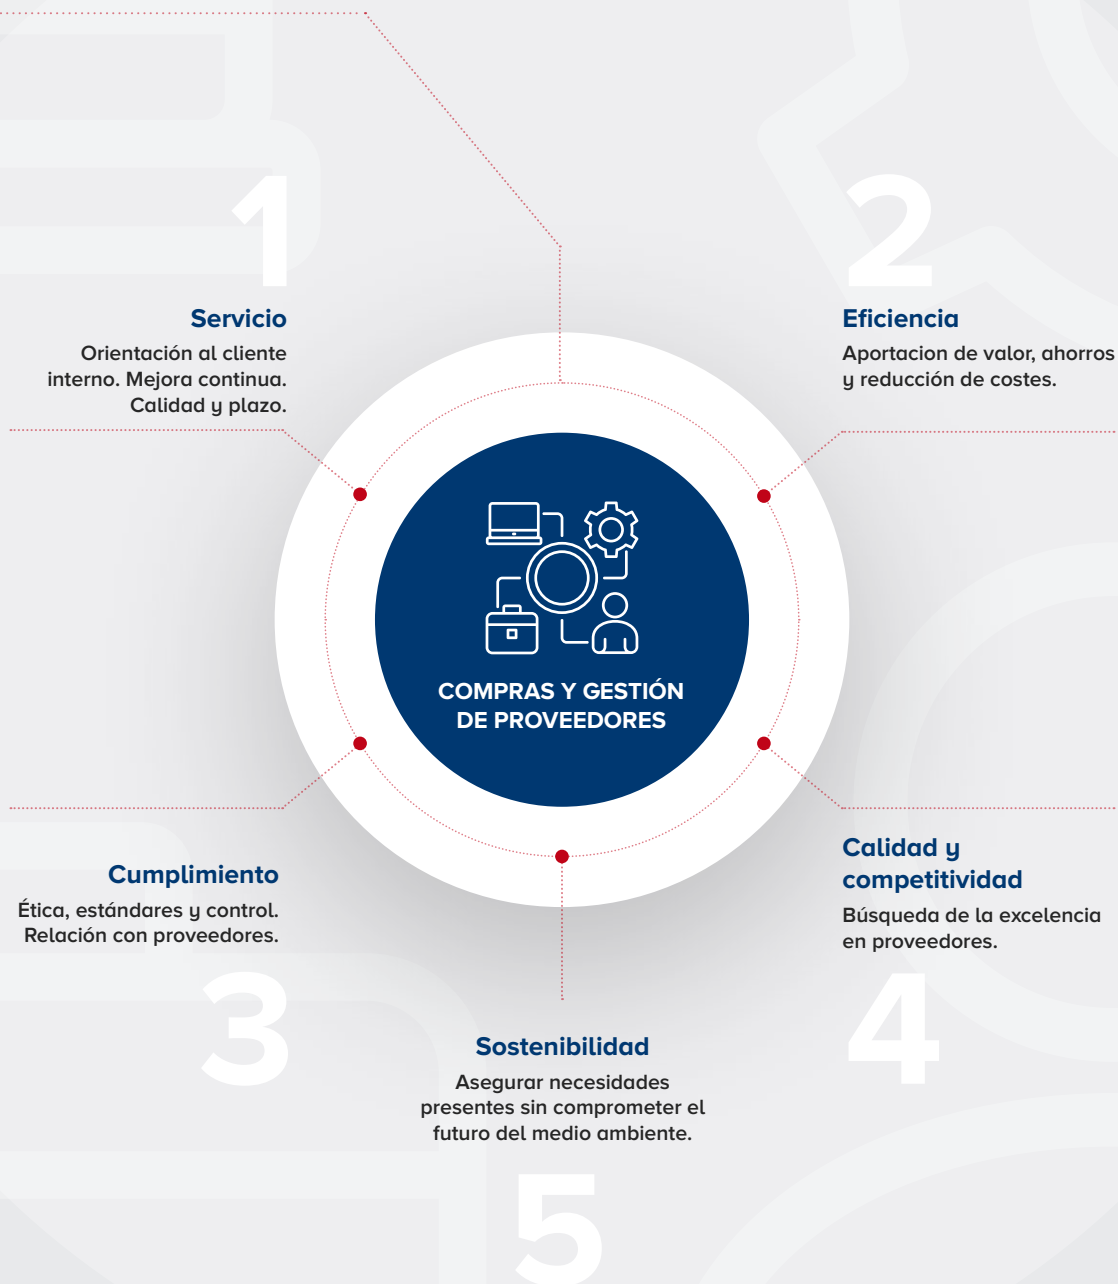 1
Servicio
Orientación al cliente
interno. Mejora continua.
Calidad y plazo.
2
Eficiencia
Aportacion de valor, ahorros
y reducción de costes.
COMPRAS Y GESTIÓN
DE PROVEEDORES
Cumplimiento
Ética, estándares y control.
Relación con proveedores.
3
Calidad y
competitividad
Búsqueda de la excelencia
en proveedores.
4
Sostenibilidad
Asegurar necesidades
presentes sin comprometer el
futuro del medio ambiente.
5